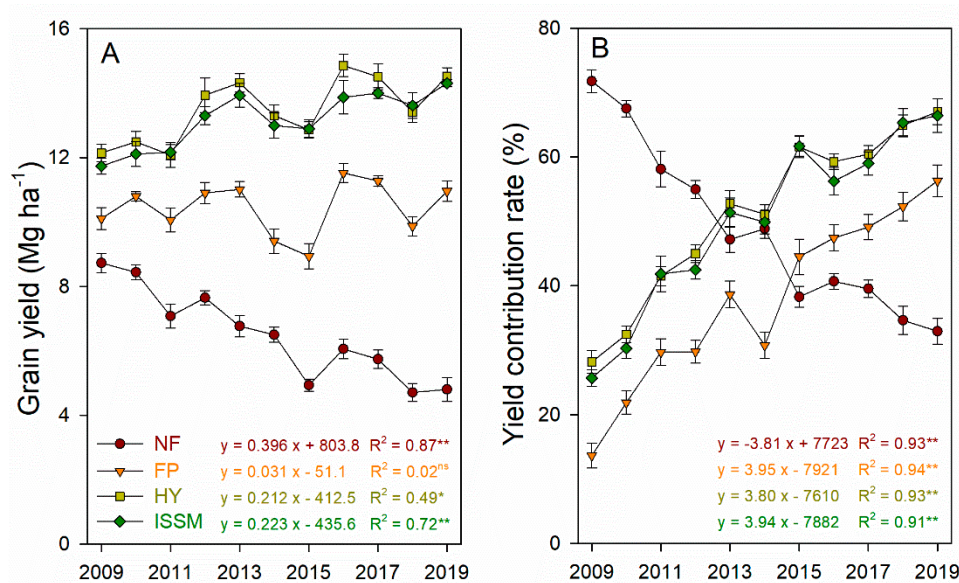 A
Grain yield (Mg ha⁻¹)
16
12
8
4
0
NF y = 0.396 x + 803.8 R² = 0.87**
FP y = 0.031 x - 51.1 R² = 0.02ns
HY y = 0.212 x - 412.5 R² = 0.49*
ISSM y = 0.223 x - 435.6 R² = 0.72**
2009 2011 2013 2015 2017 2019
B
Yield contribution rate (%)
80
60
40
20
0
y = -3.81 x + 7723 R² = 0.93**
y = 3.95 x - 7921 R² = 0.94**
y = 3.80 x - 7610 R² = 0.93**
y = 3.94 x - 7882 R² = 0.91**
2009 2011 2013 2015 2017 2019